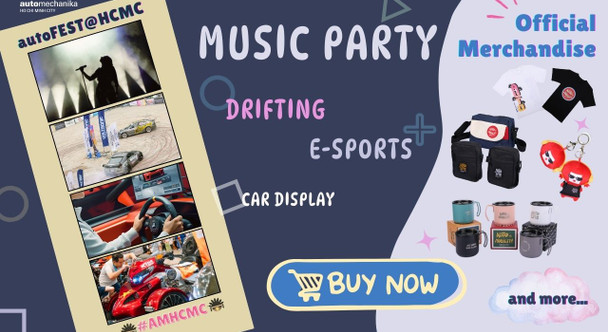 automechanika
HO CHI MINH CITY
autoFEST@HCMC
#AMHCMC
MUSIC PARTY
DRIFTING
E-SPORTS
CAR DISPLAY
BUY NOW
Official
Merchandise
and more...